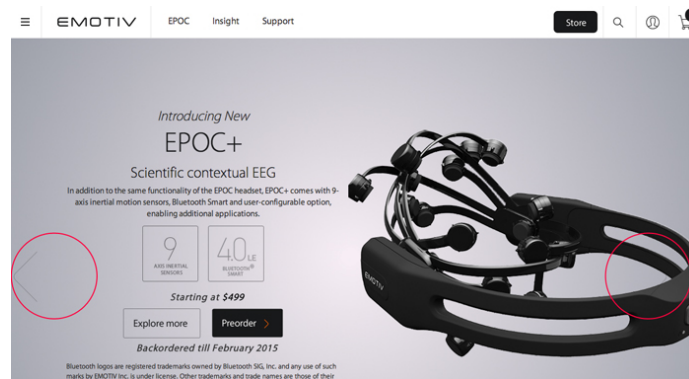 EMOTIV EPOC Insight Support Store
Introducing New
EPOC+
Scientific contextual EEG
In addition to the same functionality of the EPOC headset, EPOC+ comes with 9-
axis inertial motion sensors, Bluetooth Smart and user-configurable option,
enabling additional applications.
9 4.0 LE
AXIS INERTIAL BLUETOOTH®
SENSORS SMART
EMOTIV
Starting at $499
Explore more Preorder
Backordered till February 2015
Bluetooth logos are registered trademarks owned by Bluetooth SIG, Inc. and any use of such
marks by EMOTIV Inc. is under license. Other trademarks and trade names are those of their